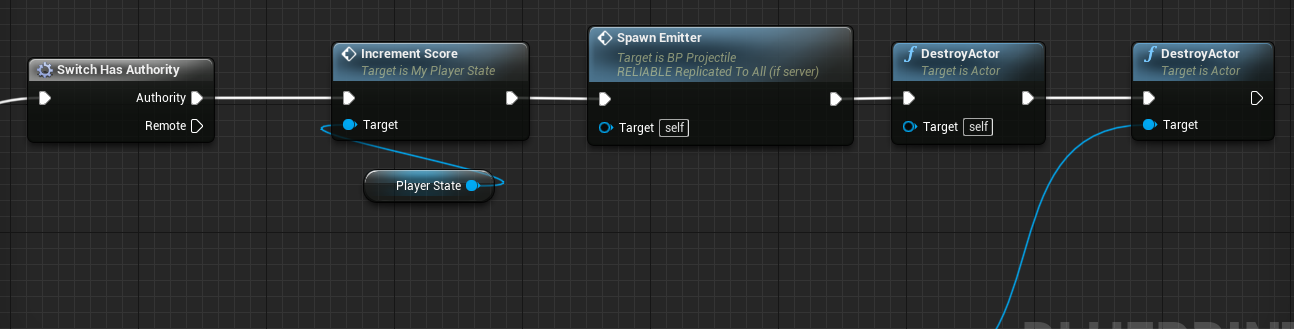 Switch Has Authority
Authority
Remote
Increment Score
Target is My Player State
Target
Player State
Spawn Emitter
Target is BP Projectile
RELIABLE Replicated To All (if server)
Target self
DestroyActor
Target is Actor
Target self
DestroyActor
Target is Actor
Target